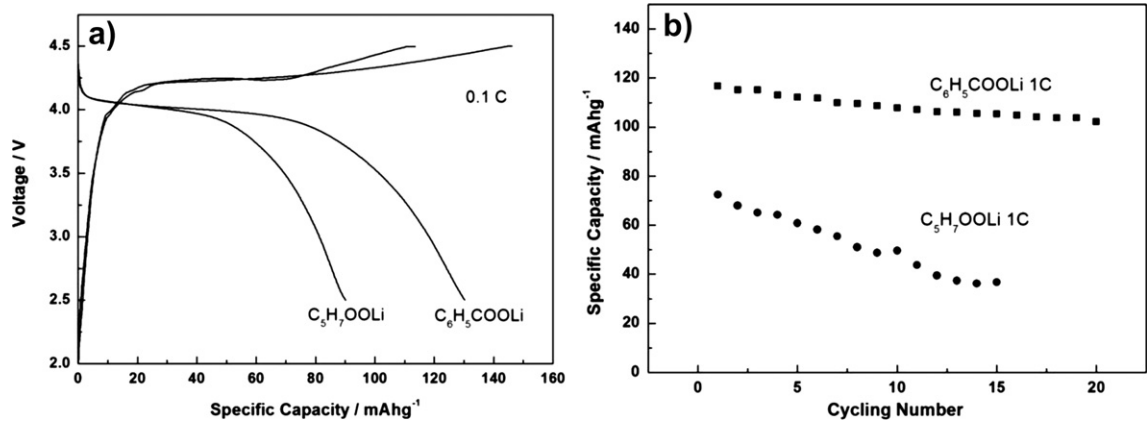 a)
4.5
4.0
3.5
3.0
2.5
2.0
Voltage / V
0.1 C
C₅H₇OOLi
C₆H₅COOLi
0 20 40 60 80 100 120 140 160
Specific Capacity / mAhg⁻¹
b)
140
120
100
80
60
40
20
0
Specific Capacity / mAhg⁻¹
C₆H₅COOLi 1C
C₅H₇OOLi 1C
0 5 10 15 20
Cycling Number